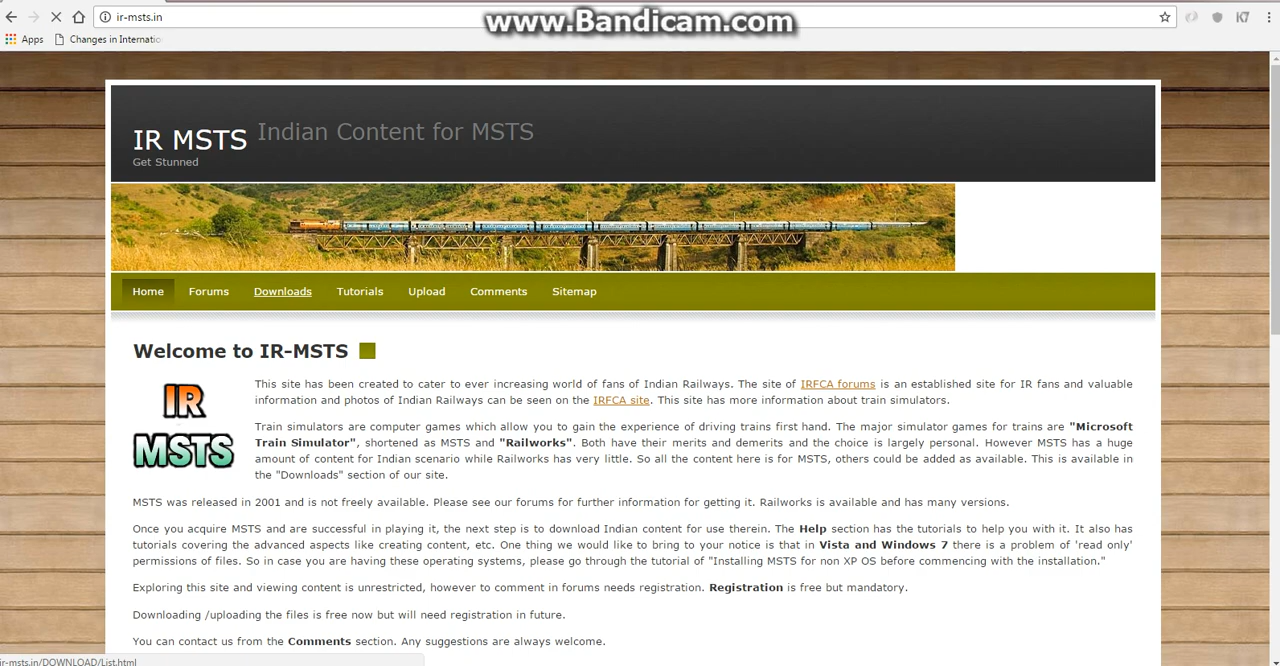 ir-msts.in
www.Bandicam.com
Apps Changes in Internatio
IR MSTS Indian Content for MSTS
Get Stunned
Home Forums Downloads Tutorials Upload Comments Sitemap
Welcome to IR-MSTS
IR
MSTS
This site has been created to cater to ever increasing world of fans of Indian Railways. The site of IRFCA forums is an established site for IR fans and valuable
information and photos of Indian Railways can be seen on the IRFCA site. This site has more information about train simulators.
Train simulators are computer games which allow you to gain the experience of driving trains first hand. The major simulator games for trains are "Microsoft
Train Simulator", shortened as MSTS and "Railworks". Both have their merits and demerits and the choice is largely personal. However MSTS has a huge
amount of content for Indian scenario while Railworks has very little. So all the content here is for MSTS, others could be added as available. This is available in
the "Downloads" section of our site.
MSTS was released in 2001 and is not freely available. Please see our forums for further information for getting it. Railworks is available and has many versions.
Once you acquire MSTS and are successful in playing it, the next step is to download Indian content for use therein. The Help section has the tutorials to help you with it. It also has
tutorials covering the advanced aspects like creating content, etc. One thing we would like to bring to your notice is that in Vista and Windows 7 there is a problem of 'read only'
permissions of files. So in case you are having these operating systems, please go through the tutorial of "Installing MSTS for non XP OS before commencing with the installation."
Exploring this site and viewing content is unrestricted, however to comment in forums needs registration. Registration is free but mandatory.
Downloading /uploading the files is free now but will need registration in future.
You can contact us from the Comments section. Any suggestions are always welcome.
ir-msts.in/DOWNLOAD/List.html